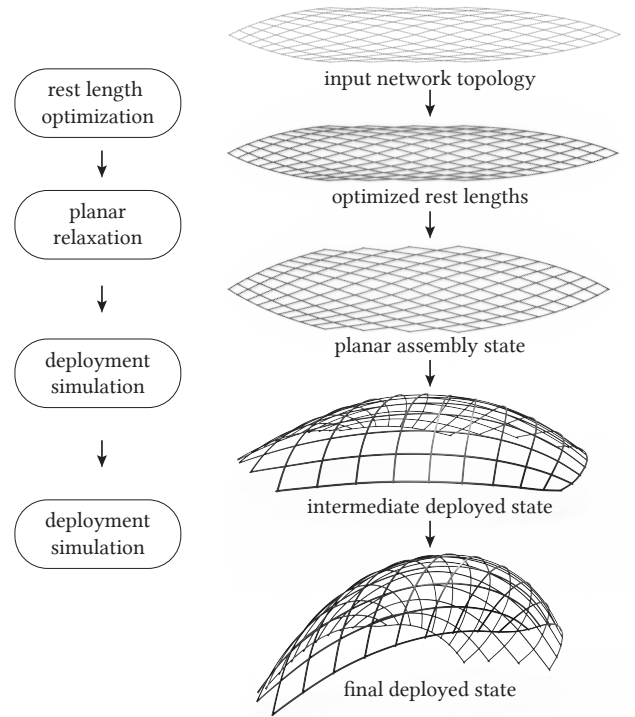 input network topology
rest length
optimization
optimized rest lengths
planar
relaxation
planar assembly state
deployment
simulation
intermediate deployed state
deployment
simulation
final deployed state